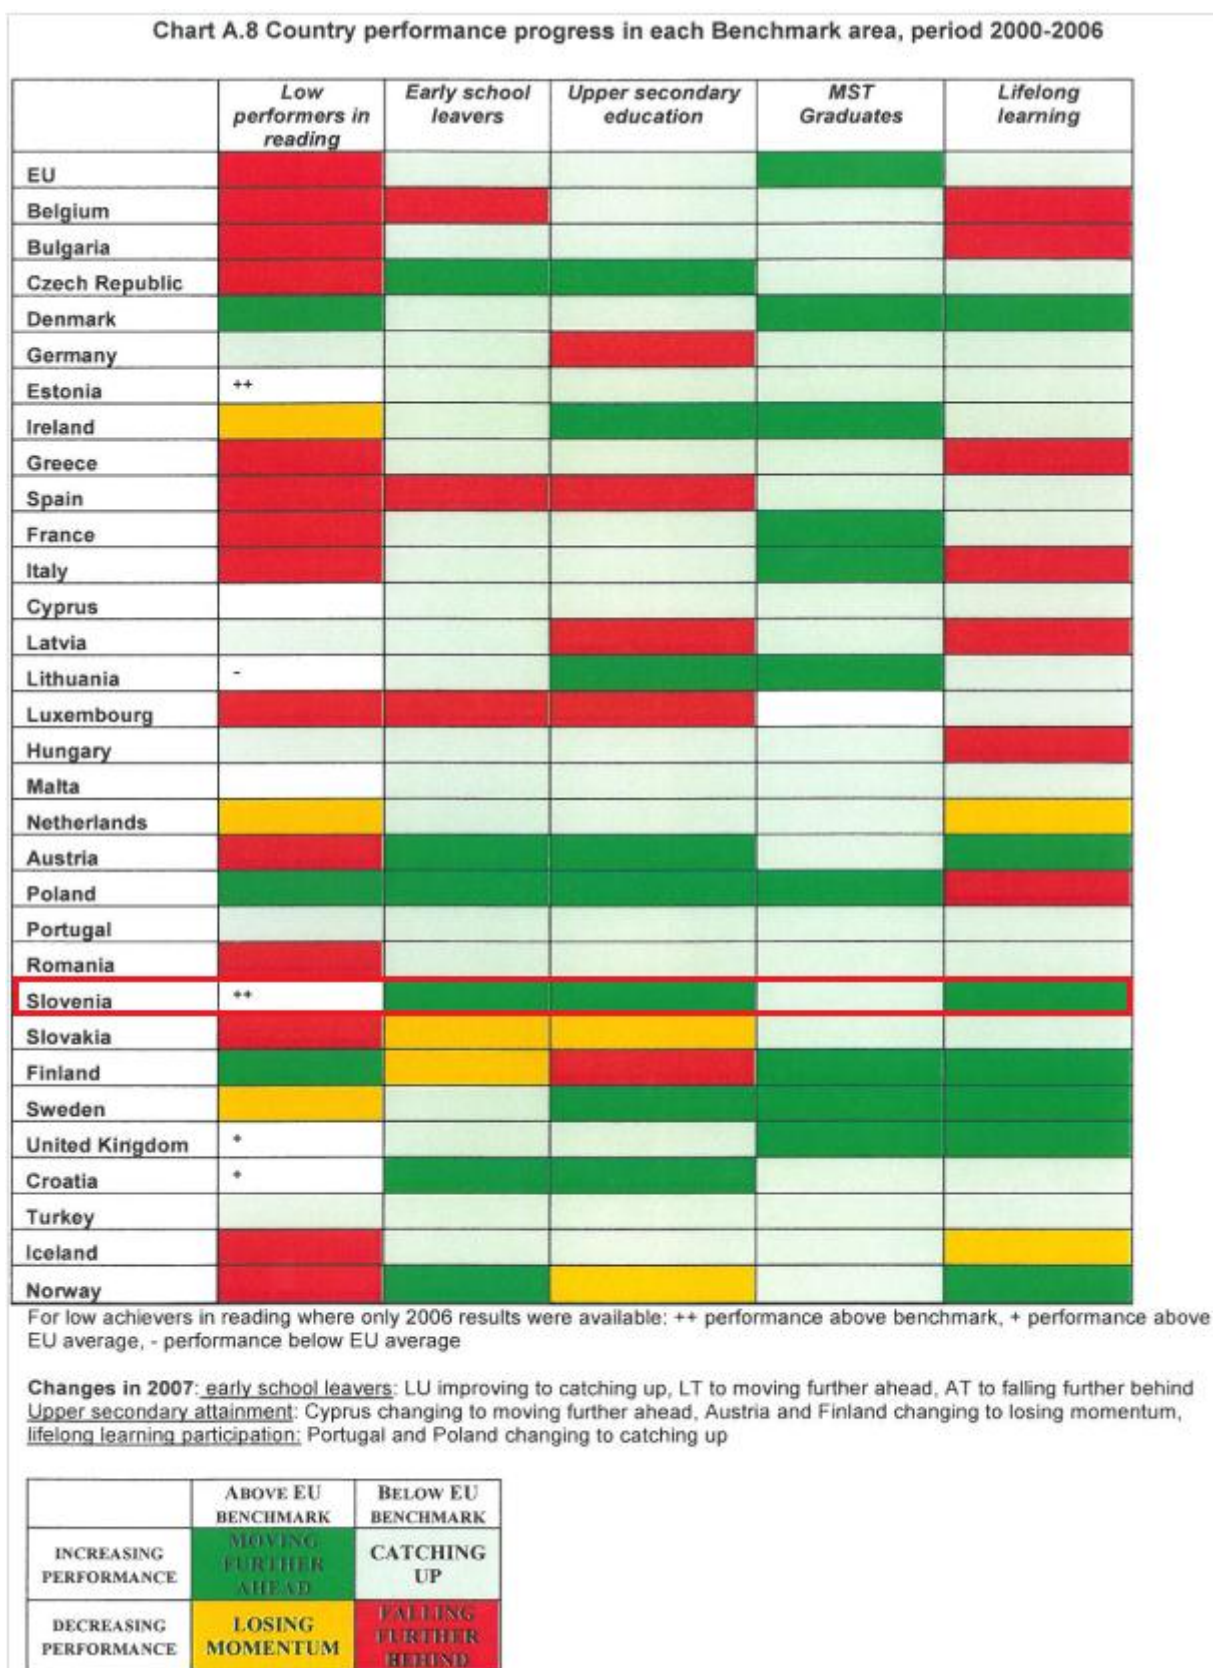 Chart A.8 Country performance progress in each Benchmark area, period 2000-2006
Low performers in reading Early school leavers Upper secondary education MST Graduates Lifelong learning
EU
Belgium
Bulgaria
Czech Republic
Denmark
Germany
Estonia ++
Ireland
Greece
Spain
France
Italy
Cyprus
Latvia
Lithuania -
Luxembourg
Hungary
Malta
Netherlands
Austria
Poland
Portugal
Romania
Slovenia ++
Slovakia
Finland
Sweden
United Kingdom +
Croatia +
Turkey
Iceland
Norway
For low achievers in reading where only 2006 results were available: ++ performance above benchmark, + performance above
EU average, - performance below EU average
Changes in 2007: early school leavers: LU improving to catching up, LT to moving further ahead, AT to falling further behind
Upper secondary attainment: Cyprus changing to moving further ahead, Austria and Finland changing to losing momentum,
lifelong learning participation: Portugal and Poland changing to catching up
ABOVE EU BENCHMARK BELOW EU BENCHMARK
INCREASING PERFORMANCE MOVING FURTHER AHEAD CATCHING UP
DECREASING PERFORMANCE LOSING MOMENTUM FALLING FURTHER BEHIND